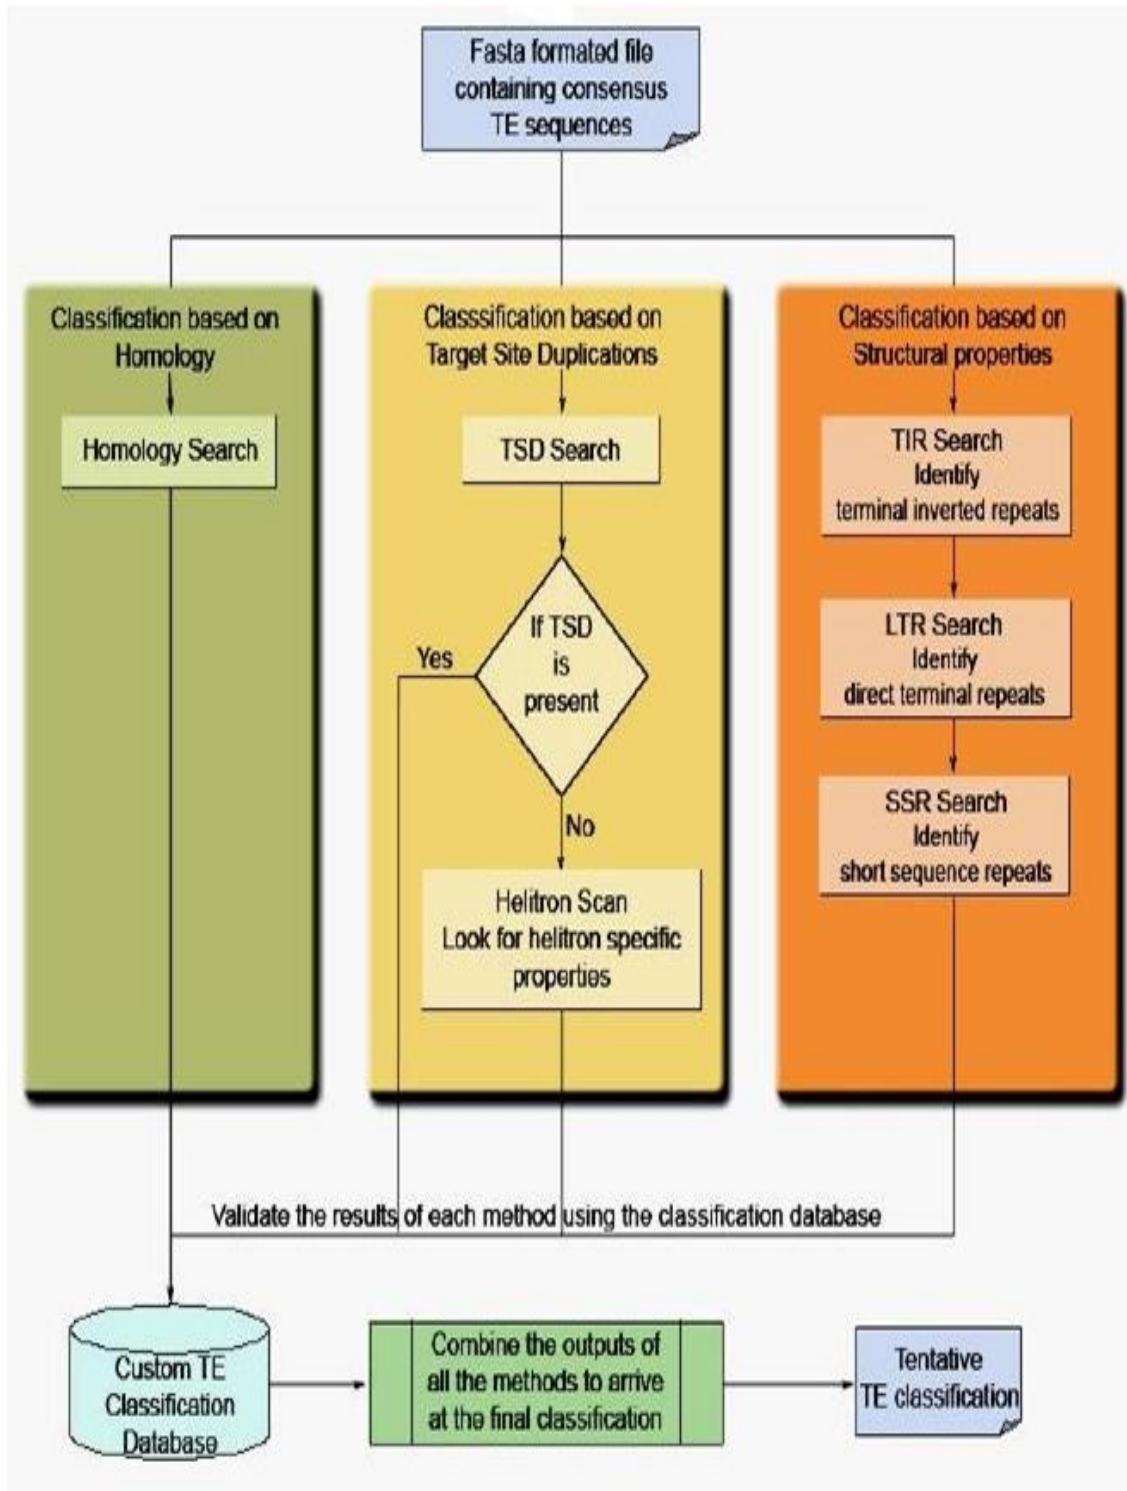 Fasta formated file
containing consensus
TE sequences
Classification based on
Homology
Homology Search
Classsification based on
Target Site Duplications
TSD Search
If TSD
is
present
Yes
No
Helitron Scan
Look for helitron specific
properties
Classification based on
Structural properties
TIR Search
Identify
terminal inverted repeats
LTR Search
Identify
direct terminal repeats
SSR Search
Identify
short sequence repeats
Validate the results of each method using the classification database
Custom TE
Classification
Database
Combine the outputs of
all the methods to arrive
at the final classification
Tentative
TE classification